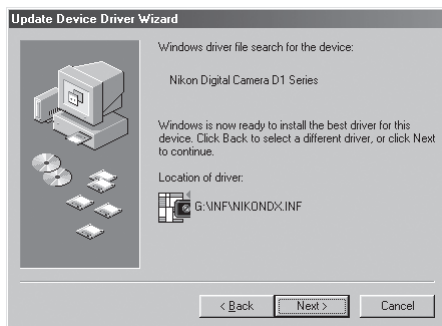 Update Device Driver Wizard
Windows driver file search for the device:
Nikon Digital Camera D1 Series
Windows is now ready to install the best driver for this
device. Click Back to select a different driver, or click Next
to continue.
Location of driver:
G:\INF\NIKONDX.INF
< Back
Next >
Cancel